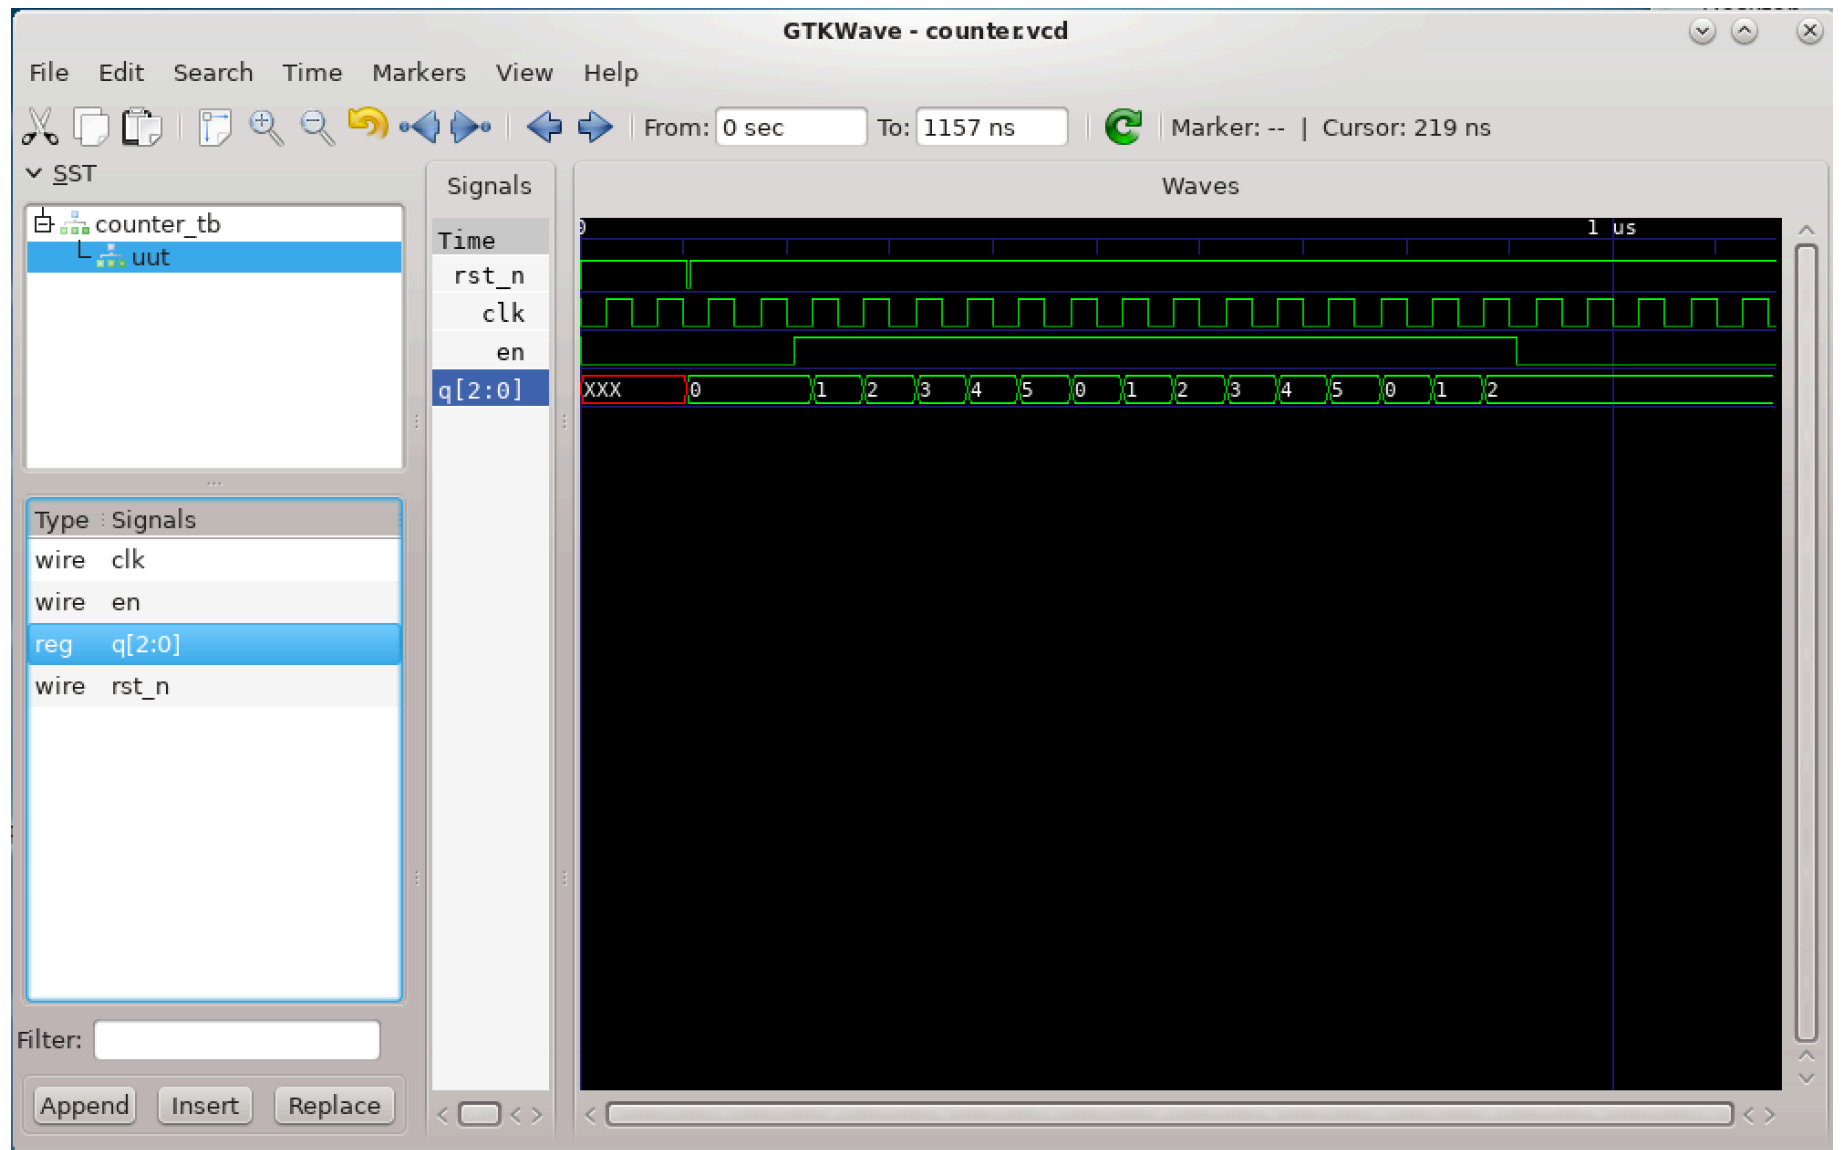 GTKWave - counter.vcd
File Edit Search Time Markers View Help
From: 0 sec To: 1157 ns Marker: -- | Cursor: 219 ns
SST
counter_tb
uut
Type Signals
wire clk
wire en
reg q[2:0]
wire rst_n
Filter:
Append Insert Replace
Signals
Time
rst_n
clk
en
q[2:0]
Waves
0 1 us
XXX 0 1 2 3 4 5 0 1 2 3 4 5 0 1 2